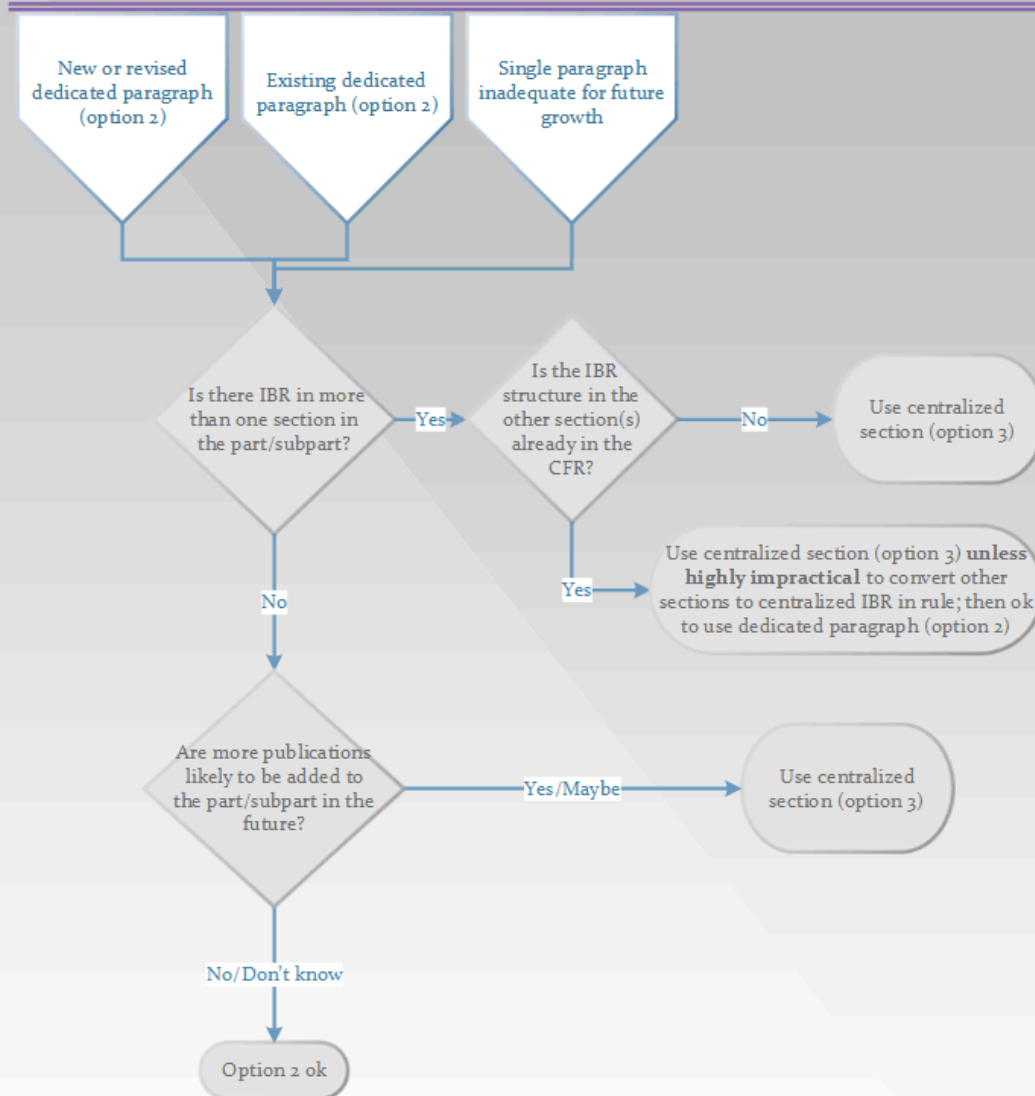 New or revised
dedicated paragraph
(option 2)
Existing dedicated
paragraph (option 2)
Single paragraph
inadequate for future
growth
Is there IBR in more
than one section in
the part/subpart?
Yes
Is the IBR
structure in the
other section(s)
already in the
CFR?
No
Use centralized
section (option 3)
Yes
Use centralized section (option 3) unless
highly impractical to convert other
sections to centralized IBR in rule; then ok
to use dedicated paragraph (option 2)
No
Are more publications
likely to be added to
the part/subpart in the
future?
Yes/Maybe
Use centralized
section (option 3)
No/Don't know
Option 2 ok